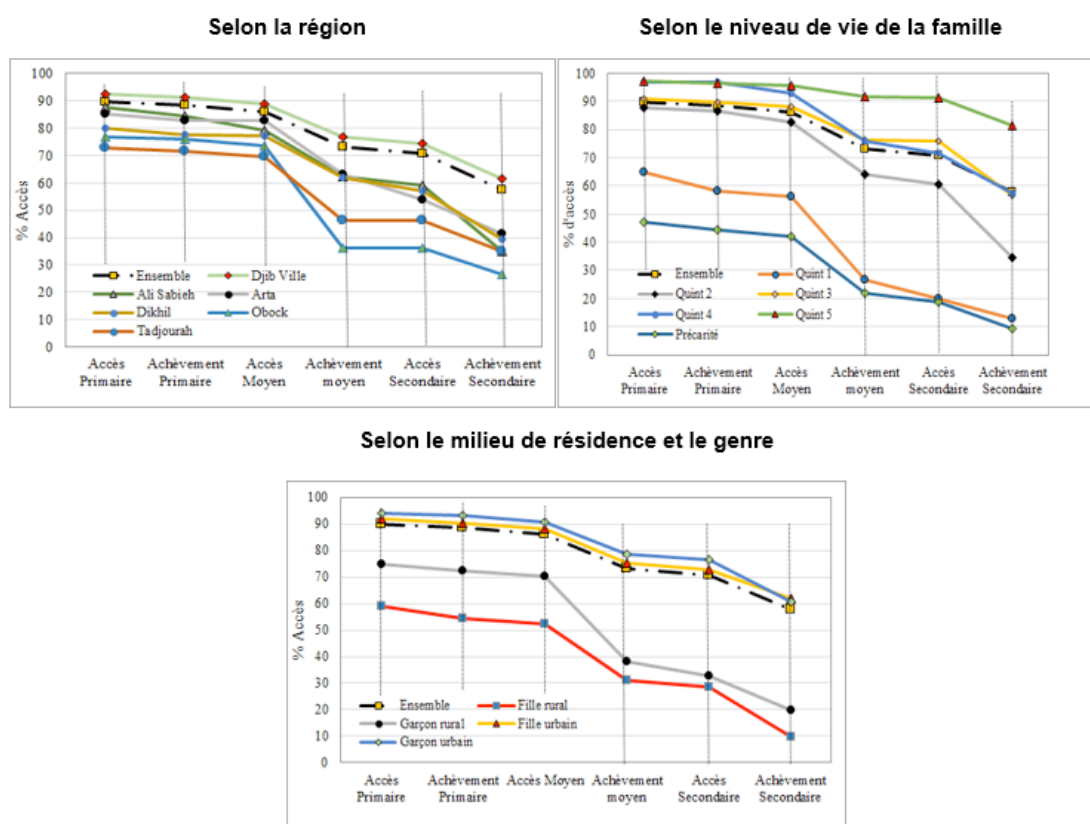 Selon la région
% Accès
100
90
80
70
60
50
40
30
20
10
0
Ensemble
Djib Ville
Ali Sabieh
Arta
Dikhil
Obock
Tadjourah
Accès Primaire
Achèvement Primaire
Accès Moyen
Achèvement moyen
Accès Secondaire
Achèvement Secondaire
Selon le niveau de vie de la famille
% d'accès
100
90
80
70
60
50
40
30
20
10
0
Ensemble
Quint 1
Quint 2
Quint 3
Quint 4
Quint 5
Précarité
Accès Primaire
Achèvement Primaire
Accès Moyen
Achèvement moyen
Accès Secondaire
Achèvement Secondaire
Selon le milieu de résidence et le genre
% Accès
100
90
80
70
60
50
40
30
20
10
0
Ensemble
Fille rural
Garçon rural
Fille urbain
Garçon urbain
Accès Primaire
Achèvement Primaire
Accès Moyen
Achèvement moyen
Accès Secondaire
Achèvement Secondaire